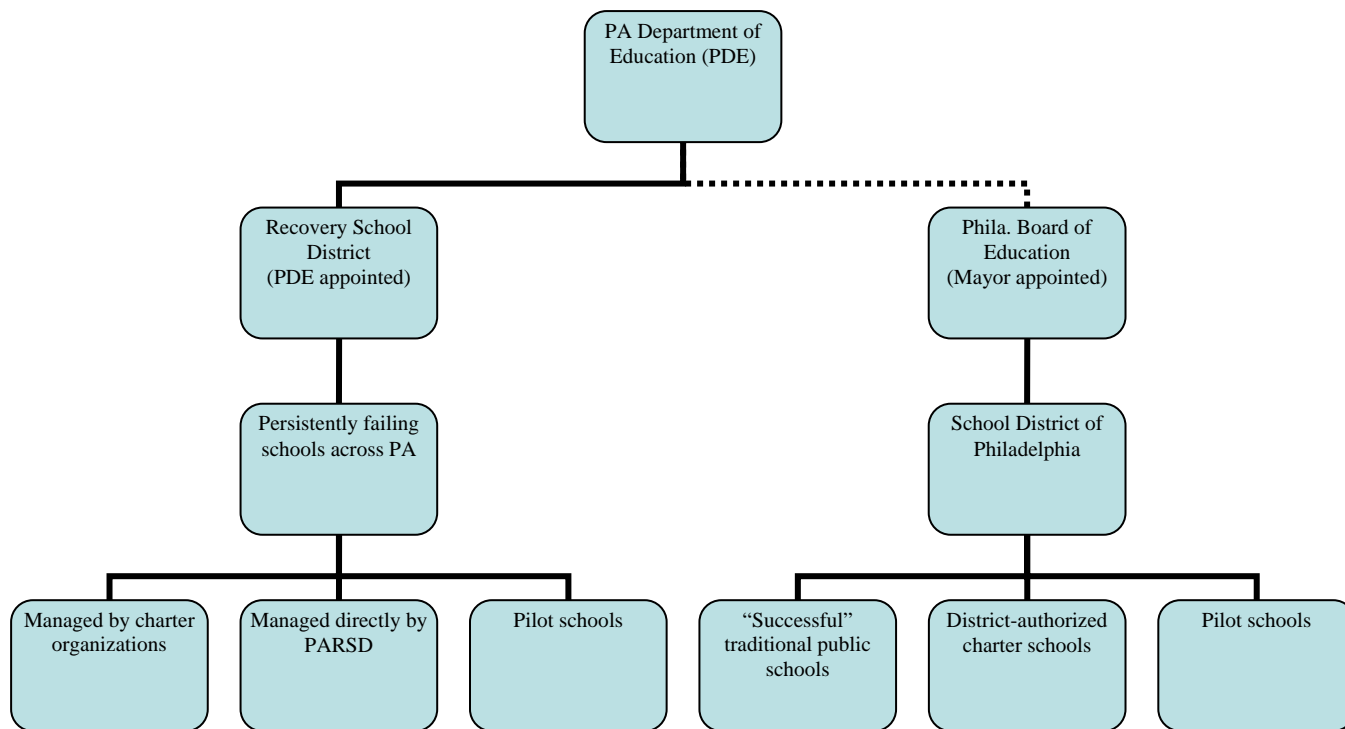 PA Department of
Education (PDE)
Recovery School
District
(PDE appointed)
Phila. Board of
Education
(Mayor appointed)
Persistently failing
schools across PA
School District of
Philadelphia
Managed by charter
organizations
Managed directly by
PARSD
Pilot schools
“Successful”
traditional public
schools
District-authorized
charter schools
Pilot schools